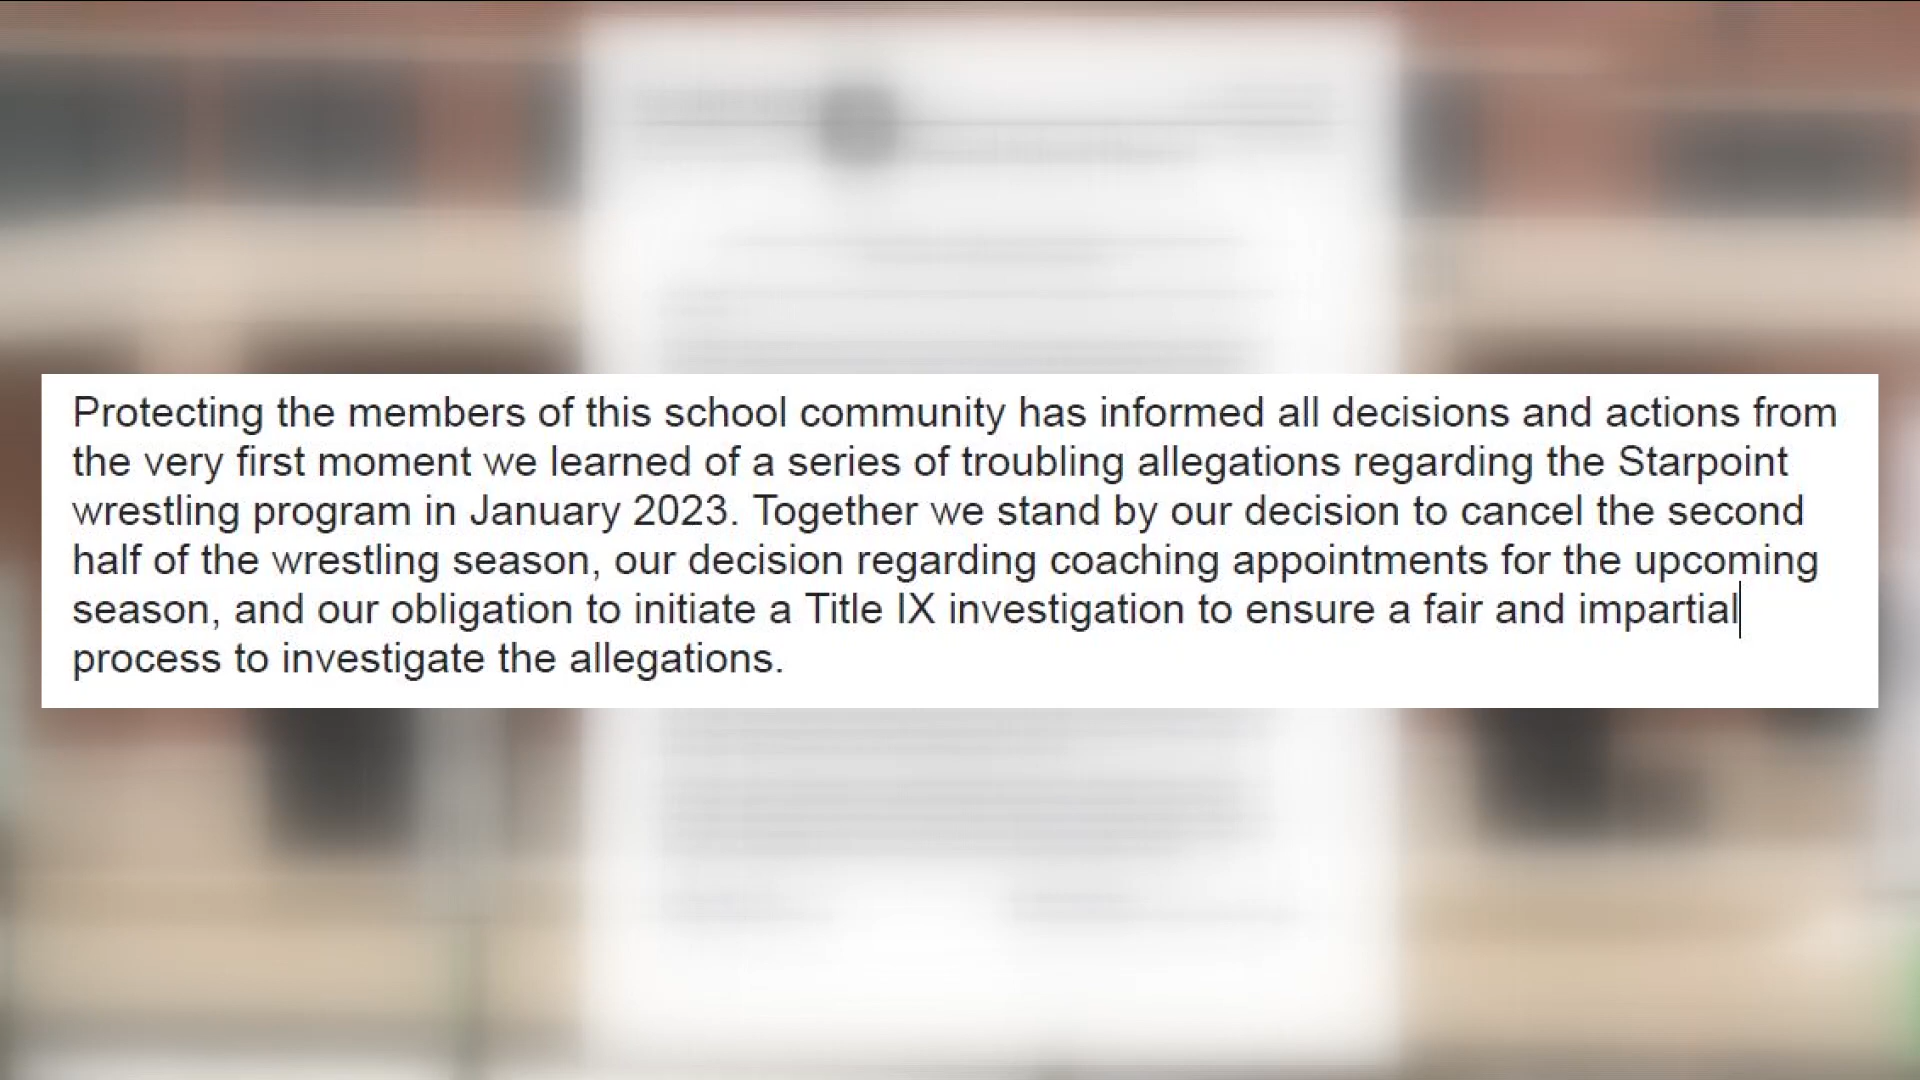 Protecting the members of this school community has informed all decisions and actions from
the very first moment we learned of a series of troubling allegations regarding the Starpoint
wrestling program in January 2023. Together we stand by our decision to cancel the second
half of the wrestling season, our decision regarding coaching appointments for the upcoming
season, and our obligation to initiate a Title IX investigation to ensure a fair and impartial
process to investigate the allegations.